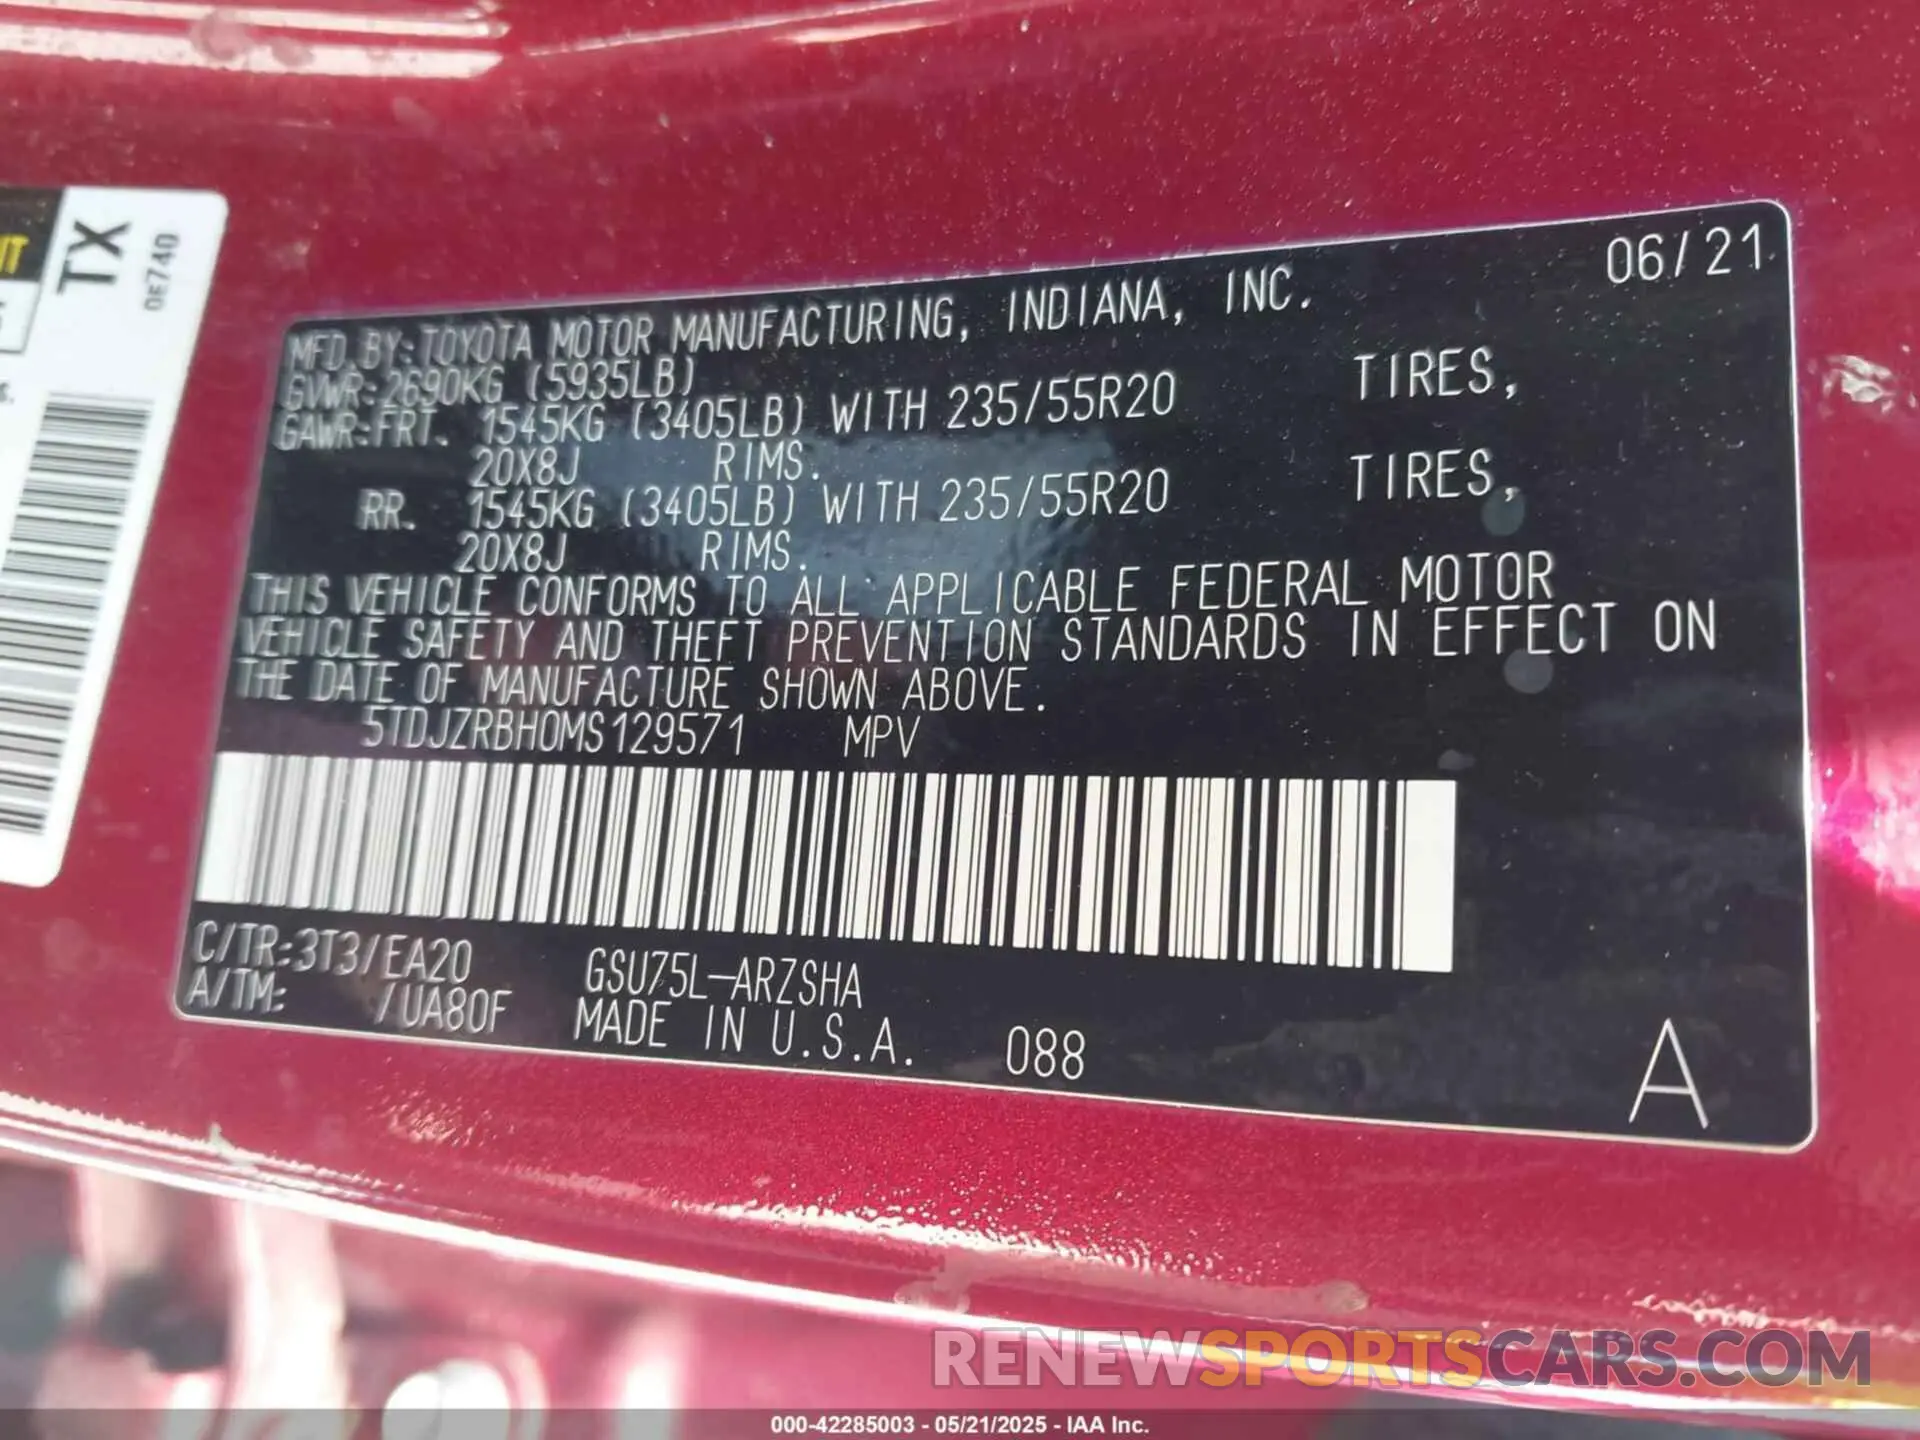 TX
0E74D
06/21
MFD. BY: TOYOTA MOTOR MANUFACTURING, INDIANA, INC.
GVWR: 2690KG (5935LB)
GAWR: FRT. 1545KG (3405LB) WITH 235/55R20 TIRES,
20X8J RIMS.
RR. 1545KG (3405LB) WITH 235/55R20 TIRES,
20X8J RIMS.
THIS VEHICLE CONFORMS TO ALL APPLICABLE FEDERAL MOTOR
VEHICLE SAFETY AND THEFT PREVENTION STANDARDS IN EFFECT ON
THE DATE OF MANUFACTURE SHOWN ABOVE.
5TDJZRBH0MS129571 MPV
C/TR: 3T3/EA20 GSU75L-ARZSHA
A/TM: /UA80F MADE IN U.S.A. 088
A
RENEWSPORTSCARS.COM
000-42285003 - 05/21/2025 - IAA Inc.